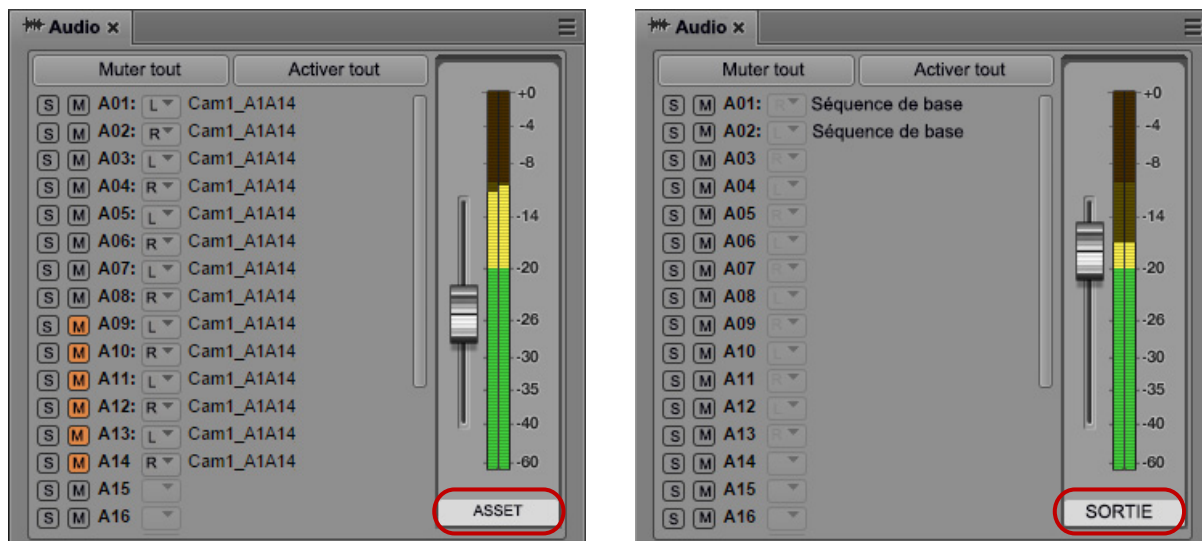 Audio ×
Muter tout Activer tout
S M A01: L Cam1_A1A14
S M A02: R Cam1_A1A14
S M A03: L Cam1_A1A14
S M A04: R Cam1_A1A14
S M A05: L Cam1_A1A14
S M A06: R Cam1_A1A14
S M A07: L Cam1_A1A14
S M A08: R Cam1_A1A14
S M A09: L Cam1_A1A14
S M A10: R Cam1_A1A14
S M A11: L Cam1_A1A14
S M A12: R Cam1_A1A14
S M A13: L Cam1_A1A14
S M A14 R Cam1_A1A14
S M A15
S M A16
+0
-4
-8
-14
-20
-26
-30
-35
-40
-60
ASSET
Audio ×
Muter tout Activer tout
S M A01: R Séquence de base
S M A02: L Séquence de base
S M A03 R
S M A04 L
S M A05 R
S M A06 L
S M A07 R
S M A08 L
S M A09 R
S M A10 L
S M A11 R
S M A12 L
S M A13 R
S M A14
S M A15
S M A16
+0
-4
-8
-14
-20
-26
-30
-35
-40
-60
SORTIE